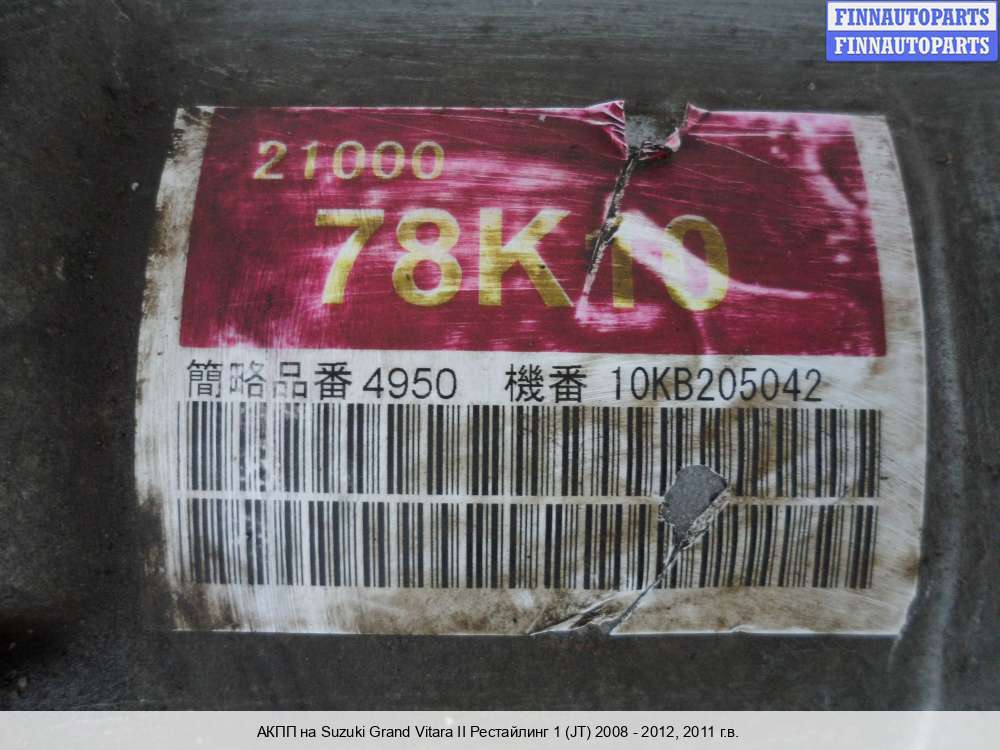 FINNAUTOPARTS
FINNAUTOPARTS
21000
78K10
簡略品番 4950 機番 10KB205042
АКПП на Suzuki Grand Vitara II Рестайлинг 1 (JT) 2008 - 2012, 2011 г.в.